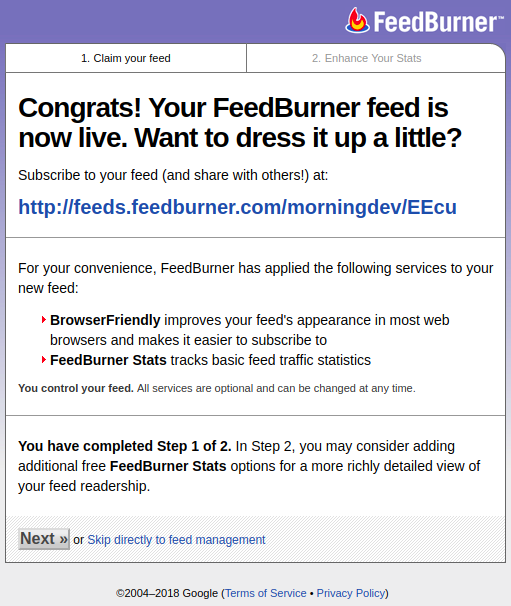 FeedBurner™
1. Claim your feed
2. Enhance Your Stats
Congrats! Your FeedBurner feed is
now live. Want to dress it up a little?
Subscribe to your feed (and share with others!) at:
http://feeds.feedburner.com/morningdev/EEcu
For your convenience, FeedBurner has applied the following services to your
new feed:
BrowserFriendly improves your feed's appearance in most web
browsers and makes it easier to subscribe to
FeedBurner Stats tracks basic feed traffic statistics
You control your feed. All services are optional and can be changed at any time.
You have completed Step 1 of 2. In Step 2, you may consider adding
additional free FeedBurner Stats options for a more richly detailed view of
your feed readership.
Next » or Skip directly to feed management
©2004–2018 Google (Terms of Service • Privacy Policy)